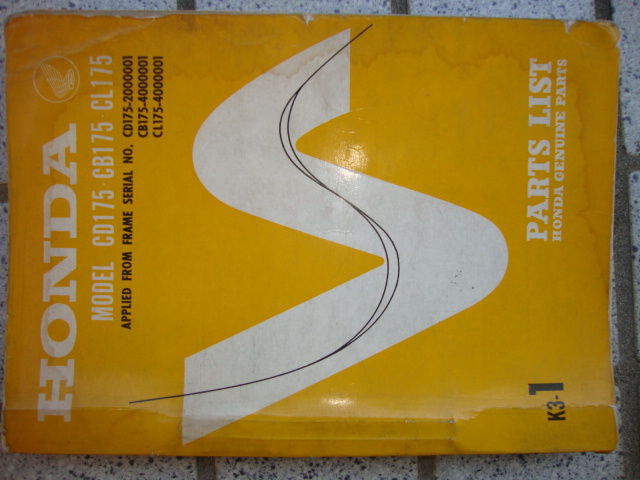 HONDA
MODEL CD175·CB175·CL175
APPLIED FROM FRAME SERIAL NO. CD175-2000001
CB175-4000001
CL175-4000001
PARTS LIST
HONDA GENUINE PARTS
K3-1